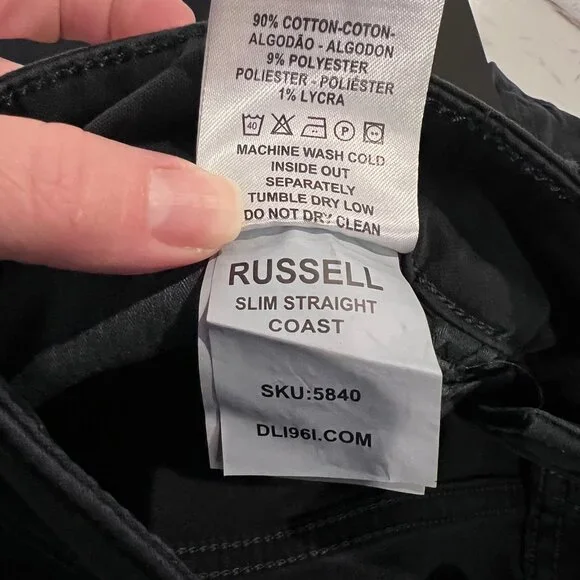 90% COTTON-COTON-
ALGODÃO - ALGODON
9% POLYESTER
POLIESTER - POLIÉSTER
1% LYCRA
40 P
MACHINE WASH COLD
INSIDE OUT
SEPARATELY
TUMBLE DRY LOW
DO NOT DRY CLEAN
RUSSELL
SLIM STRAIGHT
COAST
SKU:5840
DL1961.COM